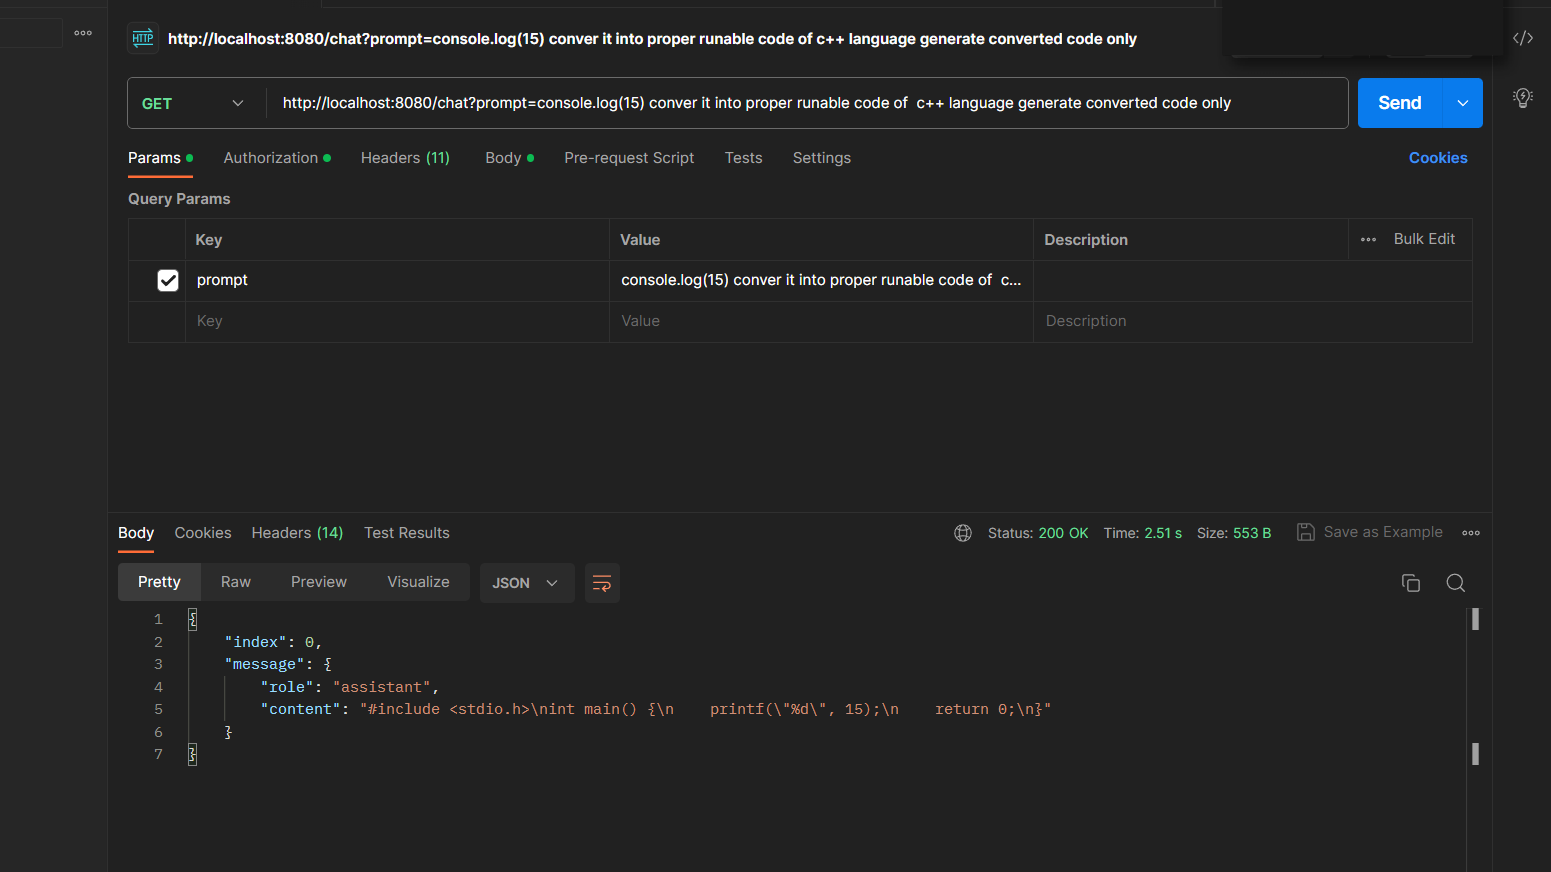 HTTP http://localhost:8080/chat?prompt=console.log(15) conver it into proper runable code of c++ language generate converted code only
GET http://localhost:8080/chat?prompt=console.log(15) conver it into proper runable code of  c++ language generate converted code only Send
Params Authorization Headers (11) Body Pre-request Script Tests Settings Cookies
Query Params
Key Value Description Bulk Edit
prompt console.log(15) conver it into proper runable code of  c...
Key Value Description
Body Cookies Headers (14) Test Results Status: 200 OK Time: 2.51 s Size: 553 B Save as Example
Pretty Raw Preview Visualize JSON
1 {
2 "index": 0,
3 "message": {
4 "role": "assistant",
5 "content": "#include <stdio.h>\nint main() {\n    printf(\"%d\", 15);\n    return 0;\n}"
6 }
7 }